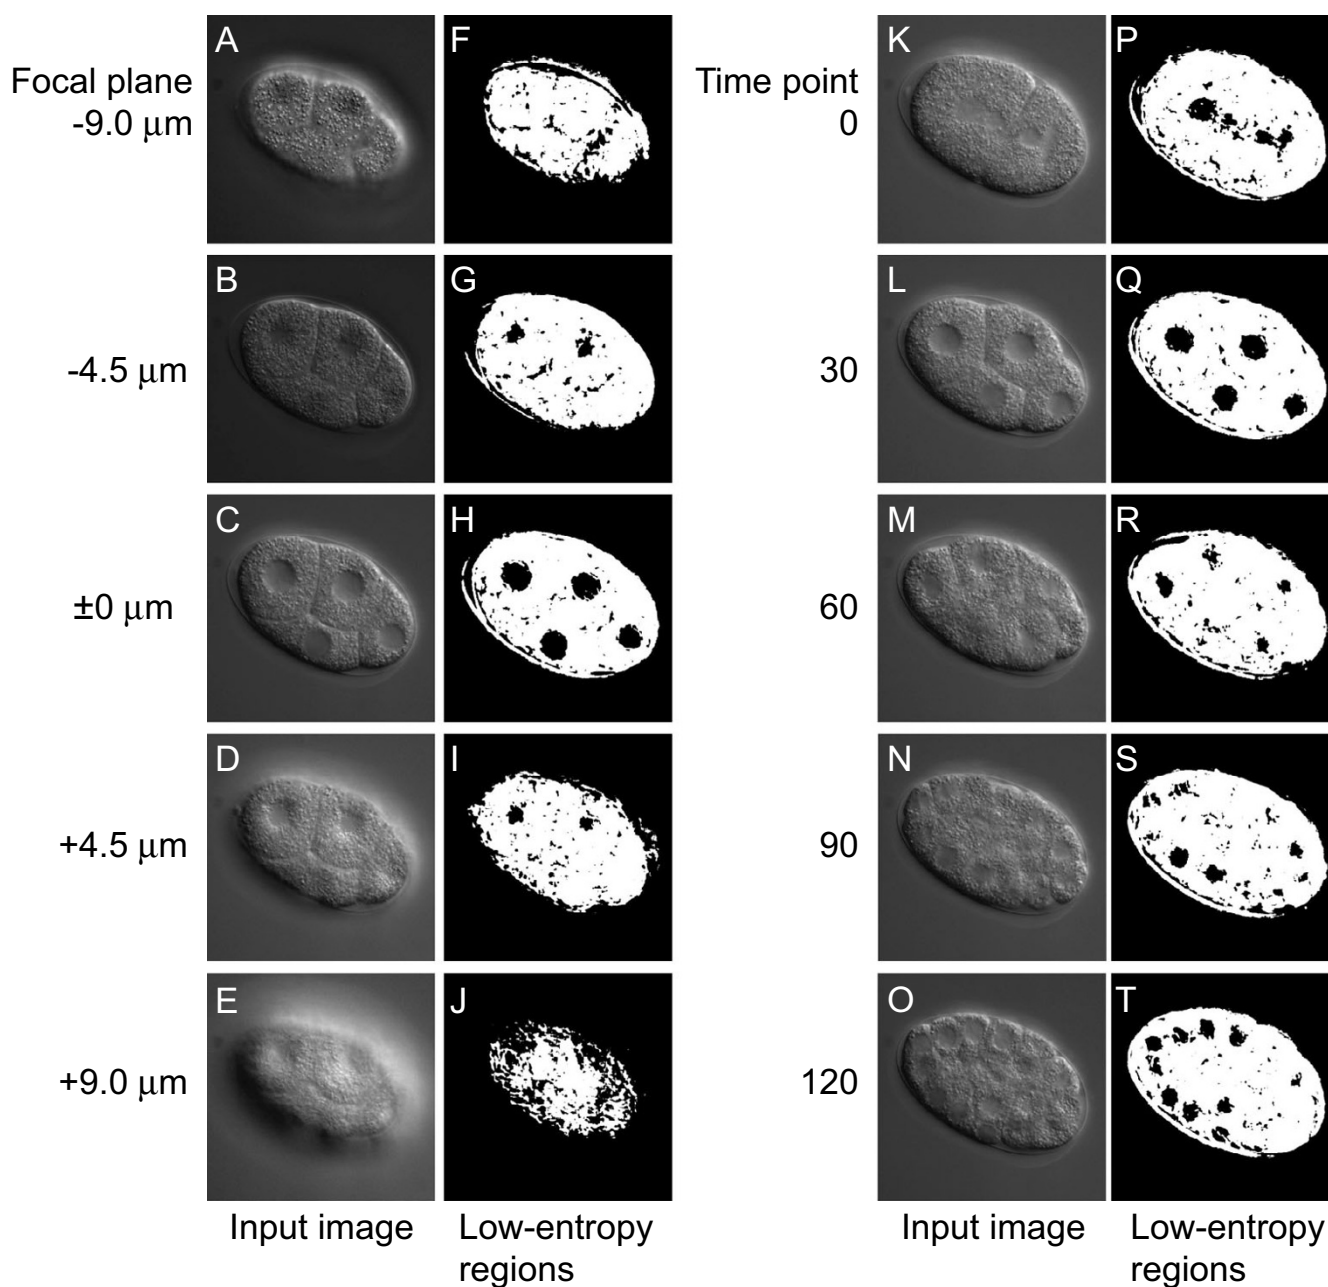 A
F
K
P
Focal plane
-9.0 μm
Time point
0
B
G
L
Q
-4.5 μm
30
C
H
M
R
±0 μm
60
D
I
N
S
+4.5 μm
90
E
J
O
T
+9.0 μm
120
Input image
Low-entropy
regions
Input image
Low-entropy
regions